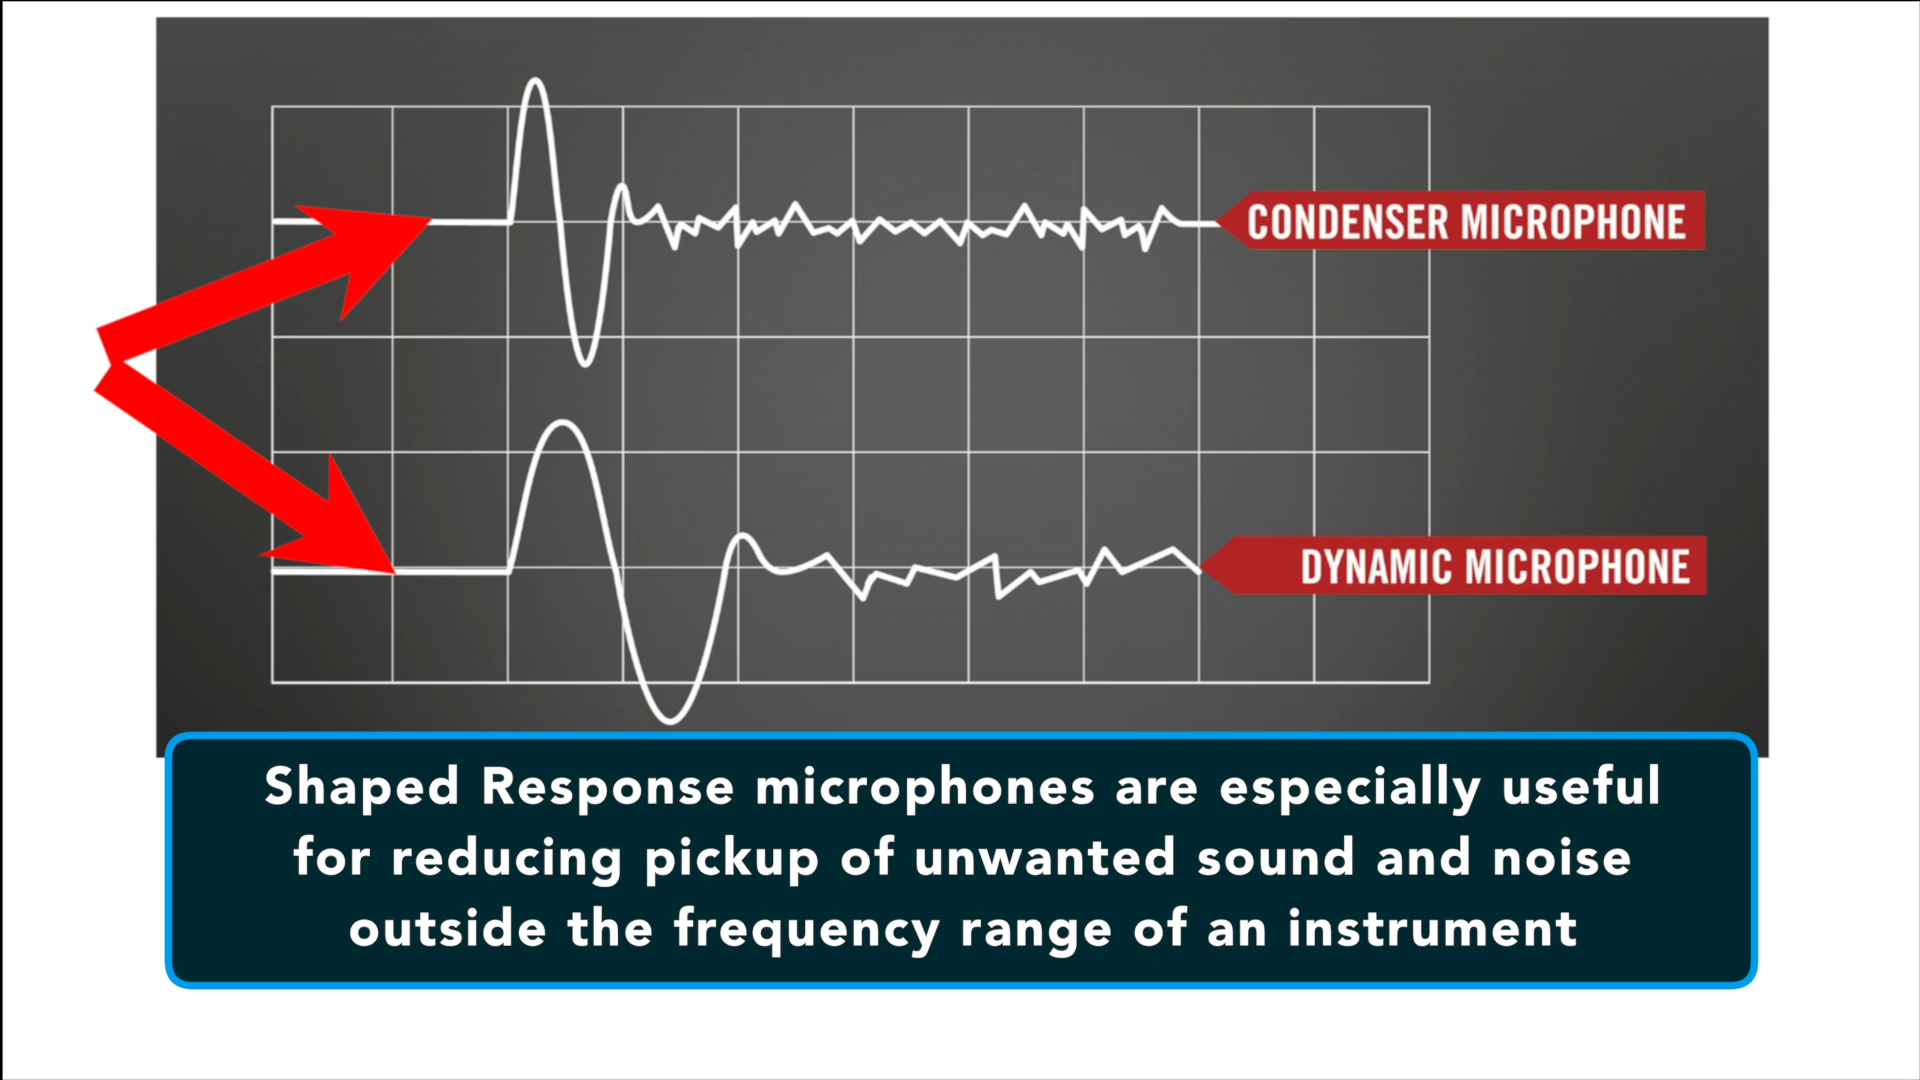 CONDENSER MICROPHONE
DYNAMIC MICROPHONE
Shaped Response microphones are especially useful
for reducing pickup of unwanted sound and noise
outside the frequency range of an instrument